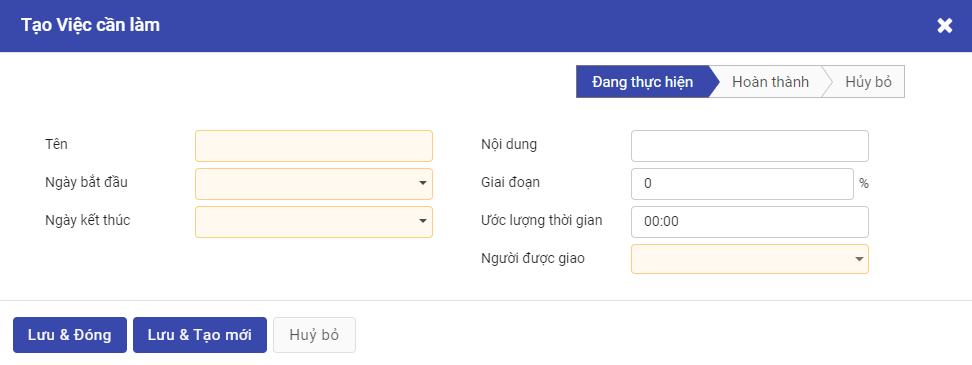 Tạo Việc cần làm
Đang thực hiện Hoàn thành Hủy bỏ
Tên
Ngày bắt đầu
Ngày kết thúc
Nội dung
Giai đoạn 0 %
Ước lượng thời gian 00:00
Người được giao
Lưu & Đóng Lưu & Tạo mới Huỷ bỏ